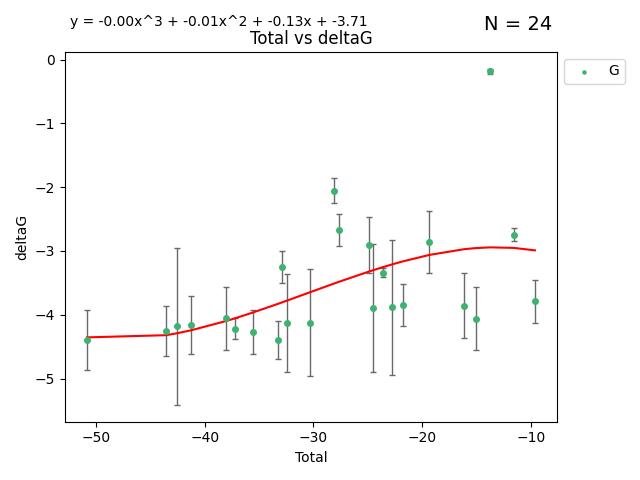 y = -0.00x^3 + -0.01x^2 + -0.13x + -3.71
N = 24
Total vs deltaG
G
0
−1
−2
−3
−4
−5
deltaG
−50
−40
−30
−20
−10
Total